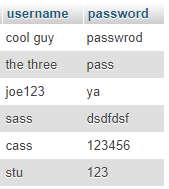 username password
cool guy passwrod
the three pass
joe123 ya
sass dsdfdsf
cass 123456
stu 123